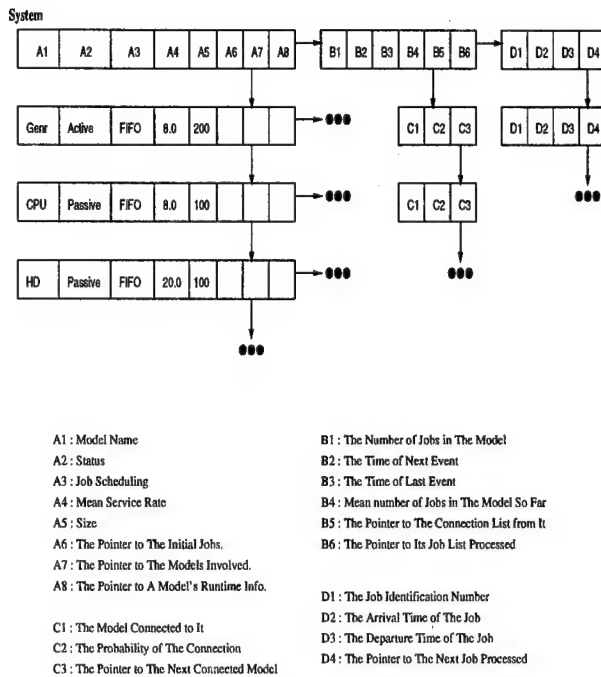 System
A1 A2 A3 A4 A5 A6 A7 A8 B1 B2 B3 B4 B5 B6 D1 D2 D3 D4
Genr Active FIFO 8.0 200 C1 C2 C3 D1 D2 D3 D4
CPU Passive FIFO 8.0 100 C1 C2 C3
HD Passive FIFO 20.0 100
A1 : Model Name
A2 : Status
A3 : Job Scheduling
A4 : Mean Service Rate
A5 : Size
A6 : The Pointer to The Initial Jobs.
A7 : The Pointer to The Models Involved.
A8 : The Pointer to A Model's Runtime Info.
C1 : The Model Connected to It
C2 : The Probability of The Connection
C3 : The Pointer to The Next Connected Model
B1 : The Number of Jobs in The Model
B2 : The Time of Next Event
B3 : The Time of Last Event
B4 : Mean number of Jobs in The Model So Far
B5 : The Pointer to The Connection List from It
B6 : The Pointer to Its Job List Processed
D1 : The Job Identification Number
D2 : The Arrival Time of The Job
D3 : The Departure Time of The Job
D4 : The Pointer to The Next Job Processed